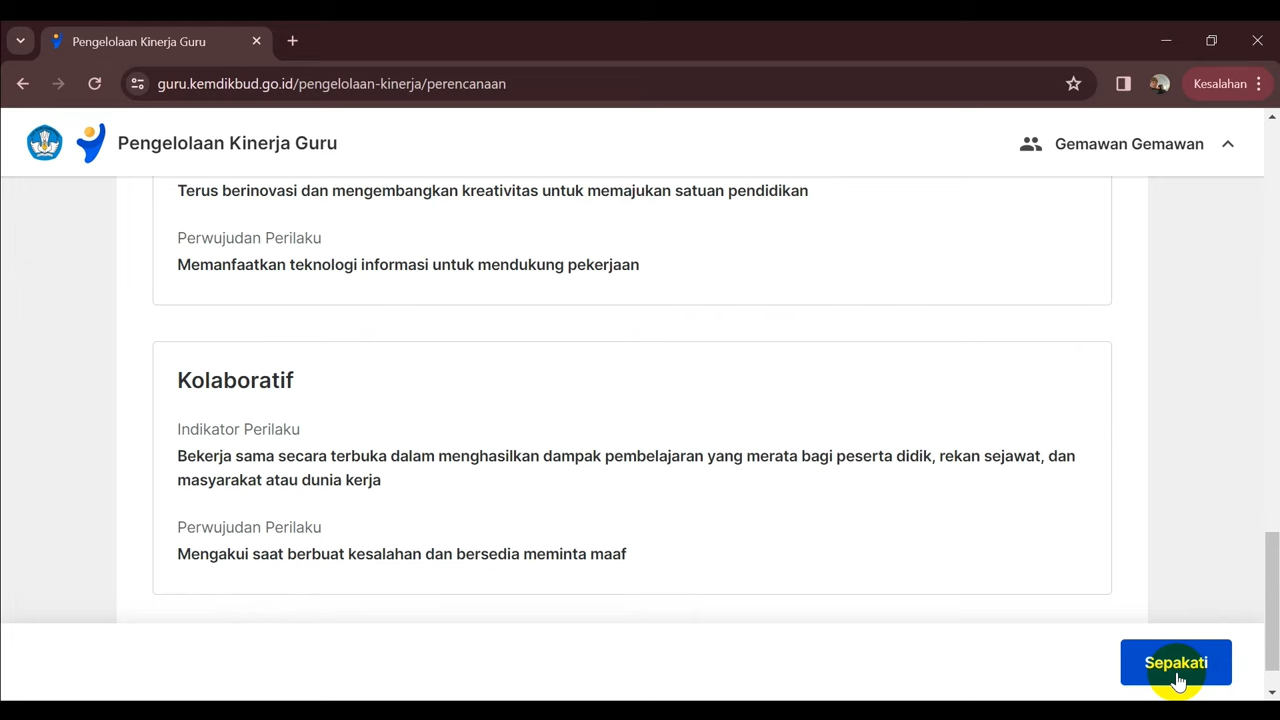 Pengelolaan Kinerja Guru
guru.kemdikbud.go.id/pengelolaan-kinerja/perencanaan
Kesalahan
Pengelolaan Kinerja Guru
Gemawan Gemawan
Terus berinovasi dan mengembangkan kreativitas untuk memajukan satuan pendidikan
Perwujudan Perilaku
Memanfaatkan teknologi informasi untuk mendukung pekerjaan
Kolaboratif
Indikator Perilaku
Bekerja sama secara terbuka dalam menghasilkan dampak pembelajaran yang merata bagi peserta didik, rekan sejawat, dan
masyarakat atau dunia kerja
Perwujudan Perilaku
Mengakui saat berbuat kesalahan dan bersedia meminta maaf
Sepakati